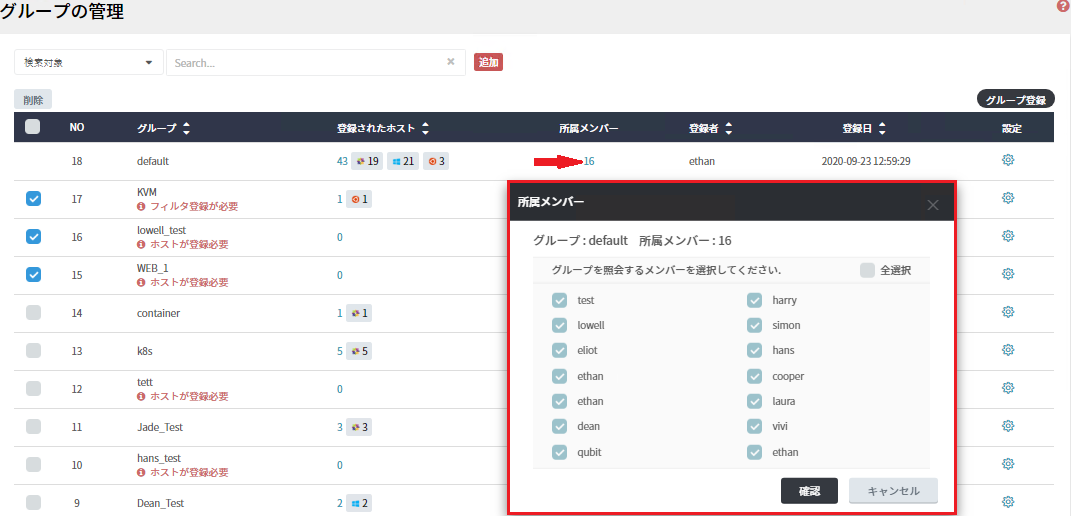 グループの管理
検索対象 Search... 追加
削除 グループ登録
NO グループ 登録されたホスト 所属メンバー 登録者 登録日 設定
18 default 43 19 21 3 16 ethan 2020-09-23 12:59:29
17 KVM 1 1
フィルタ登録が必要
16 lowell_test 0
ホストが登録必要
15 WEB_1 0
ホストが登録必要
14 container 1 1
13 k8s 5 5
12 tett 0
ホストが登録必要
11 Jade_Test 3 3
10 hans_test 0
ホストが登録必要
9 Dean_Test 2 2
所属メンバー
グループ : default 所属メンバー : 16
グループを照会するメンバーを選択してください. 全選択
test harry
lowell simon
eliot hans
ethan cooper
ethan laura
dean vivi
qubit ethan
確認 キャンセル